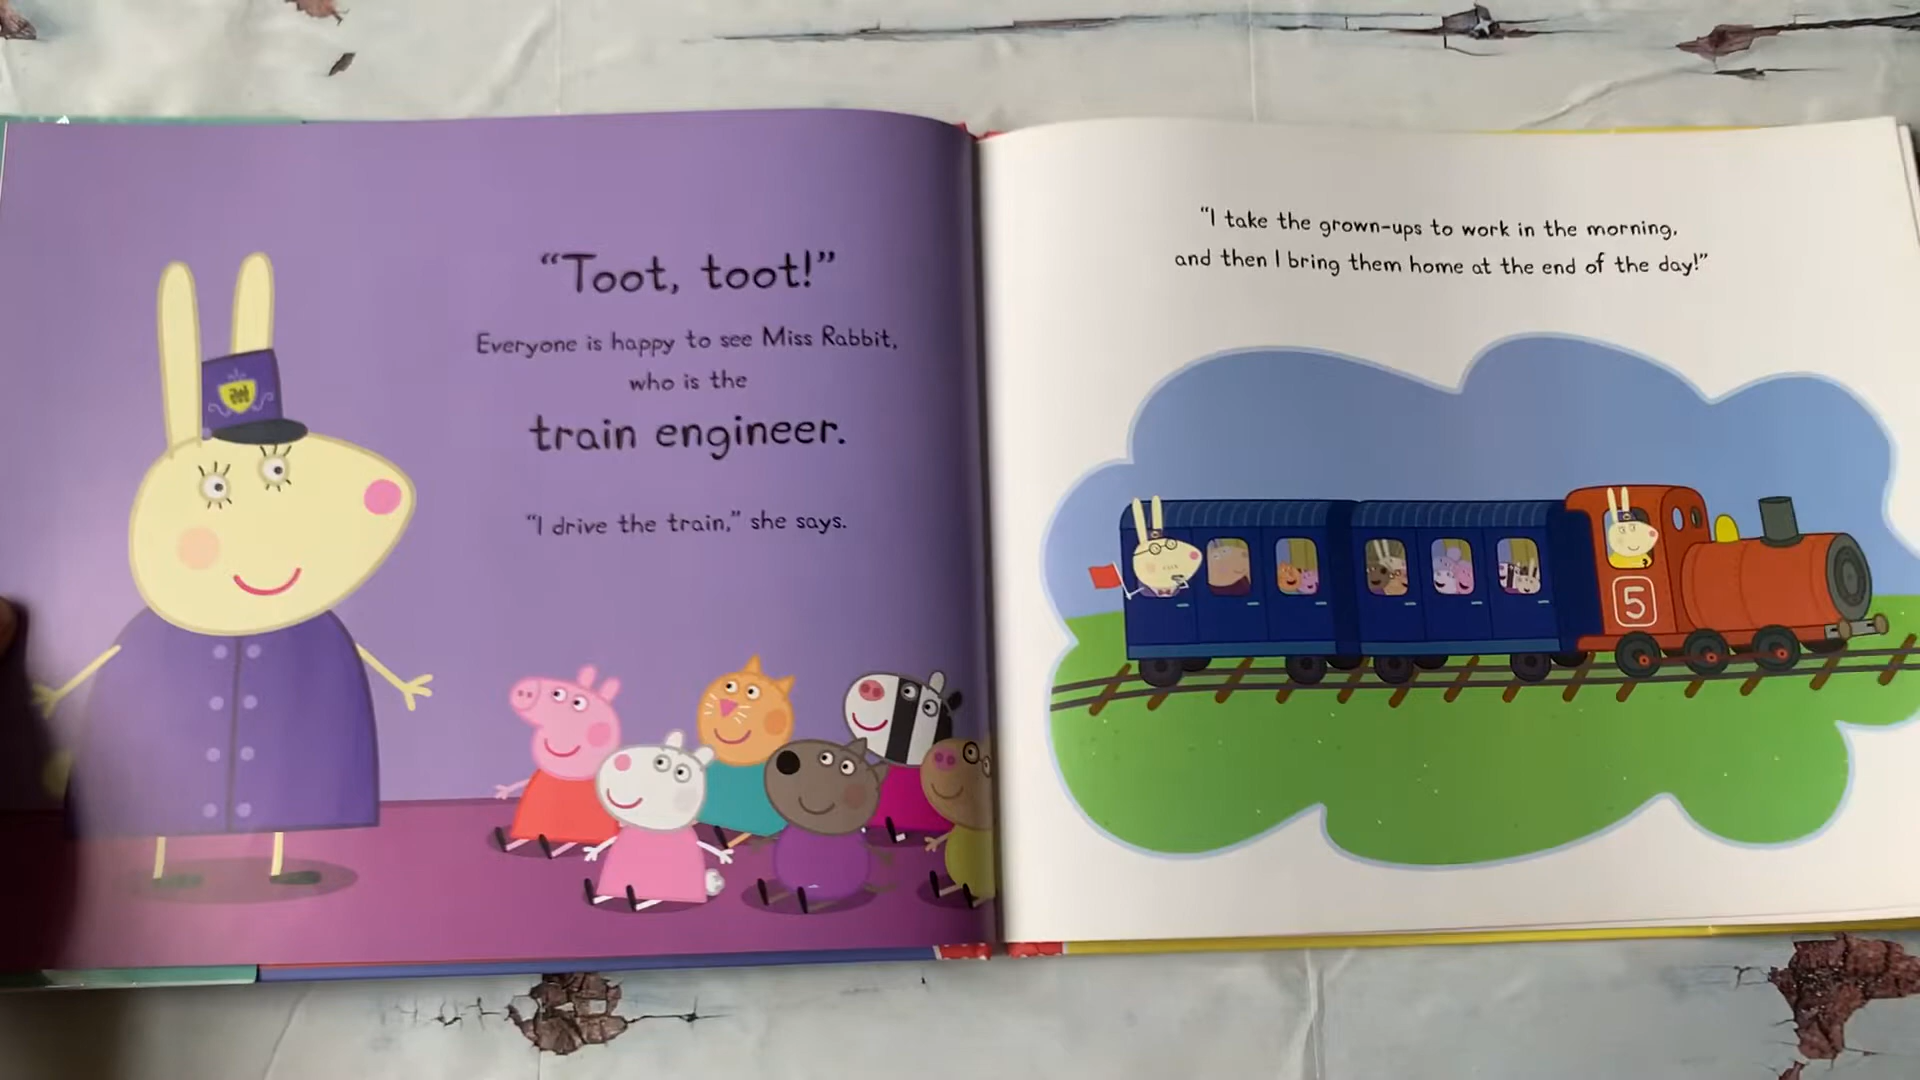 “Toot, toot!”
Everyone is happy to see Miss Rabbit,
who is the
train engineer.
“I drive the train,” she says.
“I take the grown-ups to work in the morning,
and then I bring them home at the end of the day!”
5